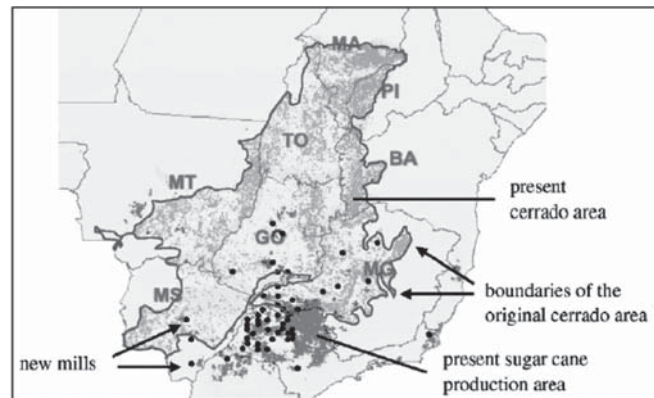 MA
PI
TO
BA
MT
present
cerrado area
GO
MG
MS
boundaries of the
original cerrado area
new mills
present sugar cane
production area